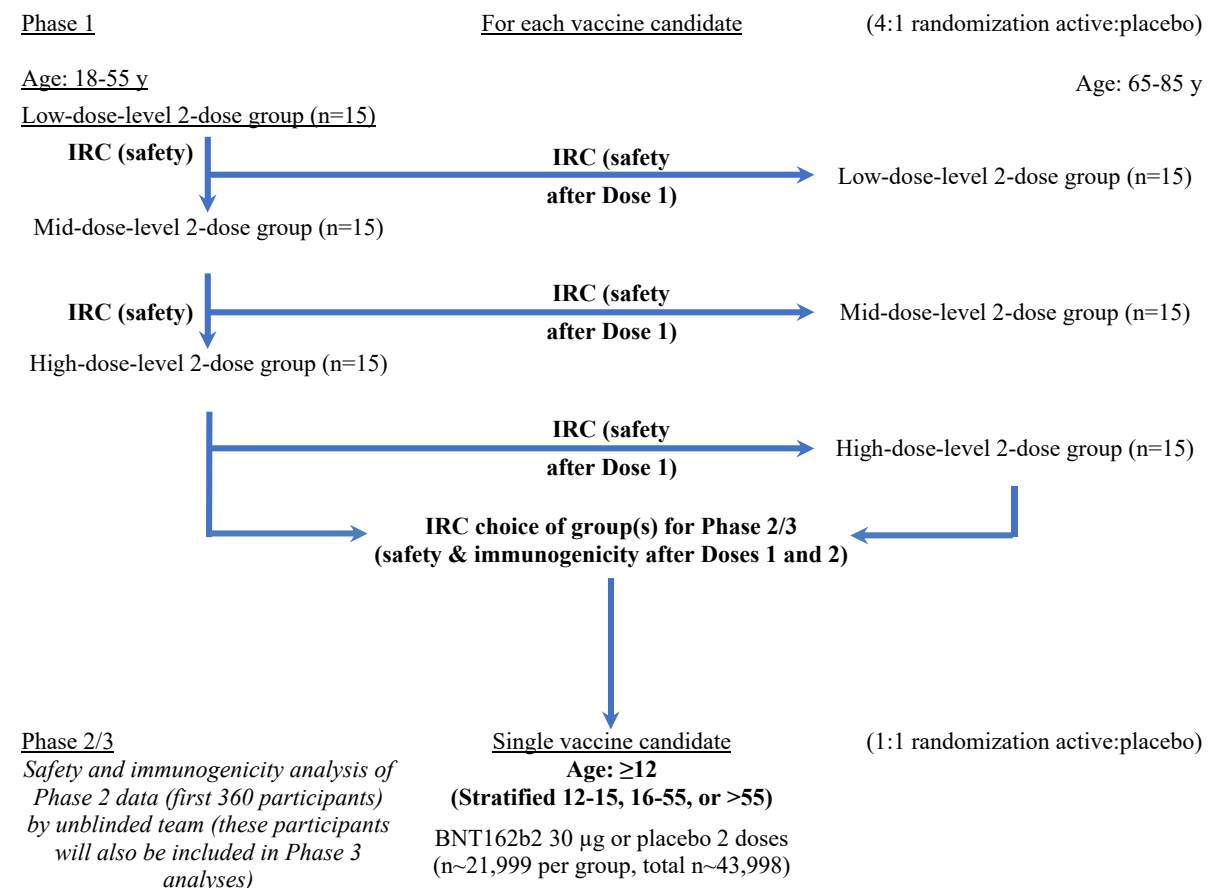 Phase 1 For each vaccine candidate (4:1 randomization active:placebo)
Age: 18-55 y Age: 65-85 y
Low-dose-level 2-dose group (n=15)
IRC (safety) IRC (safety
after Dose 1)
Low-dose-level 2-dose group (n=15)
Mid-dose-level 2-dose group (n=15)
IRC (safety) IRC (safety
after Dose 1)
Mid-dose-level 2-dose group (n=15)
High-dose-level 2-dose group (n=15)
IRC (safety
after Dose 1)
High-dose-level 2-dose group (n=15)
IRC choice of group(s) for Phase 2/3
(safety & immunogenicity after Doses 1 and 2)
Phase 2/3
Safety and immunogenicity analysis of
Phase 2 data (first 360 participants)
by unblinded team (these participants
will also be included in Phase 3
analyses)
Single vaccine candidate
Age: ≥12
(Stratified 12-15, 16-55, or >55)
BNT162b2 30 µg or placebo 2 doses
(n~21,999 per group, total n~43,998)
(1:1 randomization active:placebo)